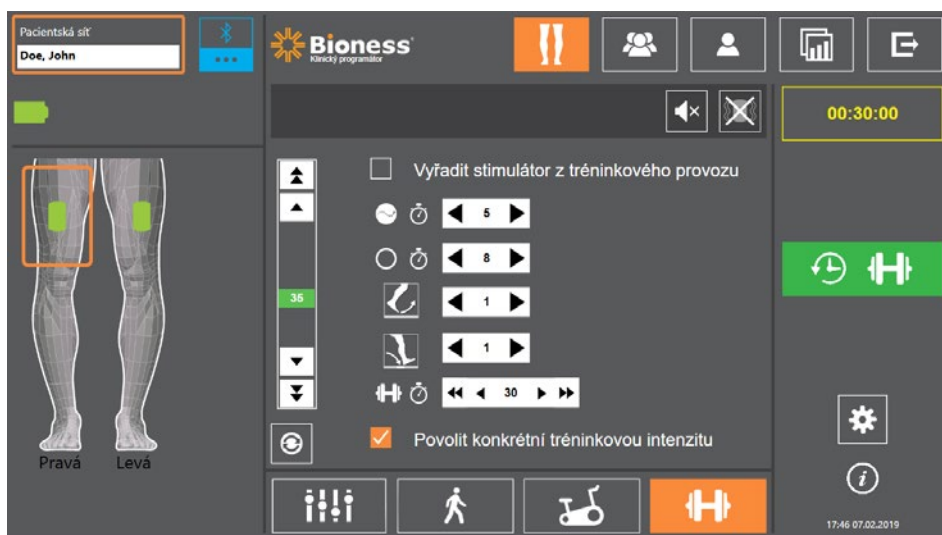 Pacientská síť
Doe, John
Bioness
Klinický programátor
00:30:00
Vyřadit stimulátor z tréninkového provozu
5
8
35
1
1
30
Povolit konkrétní tréninkovou intenzitu
Pravá
Levá
17:46 07.02.2019